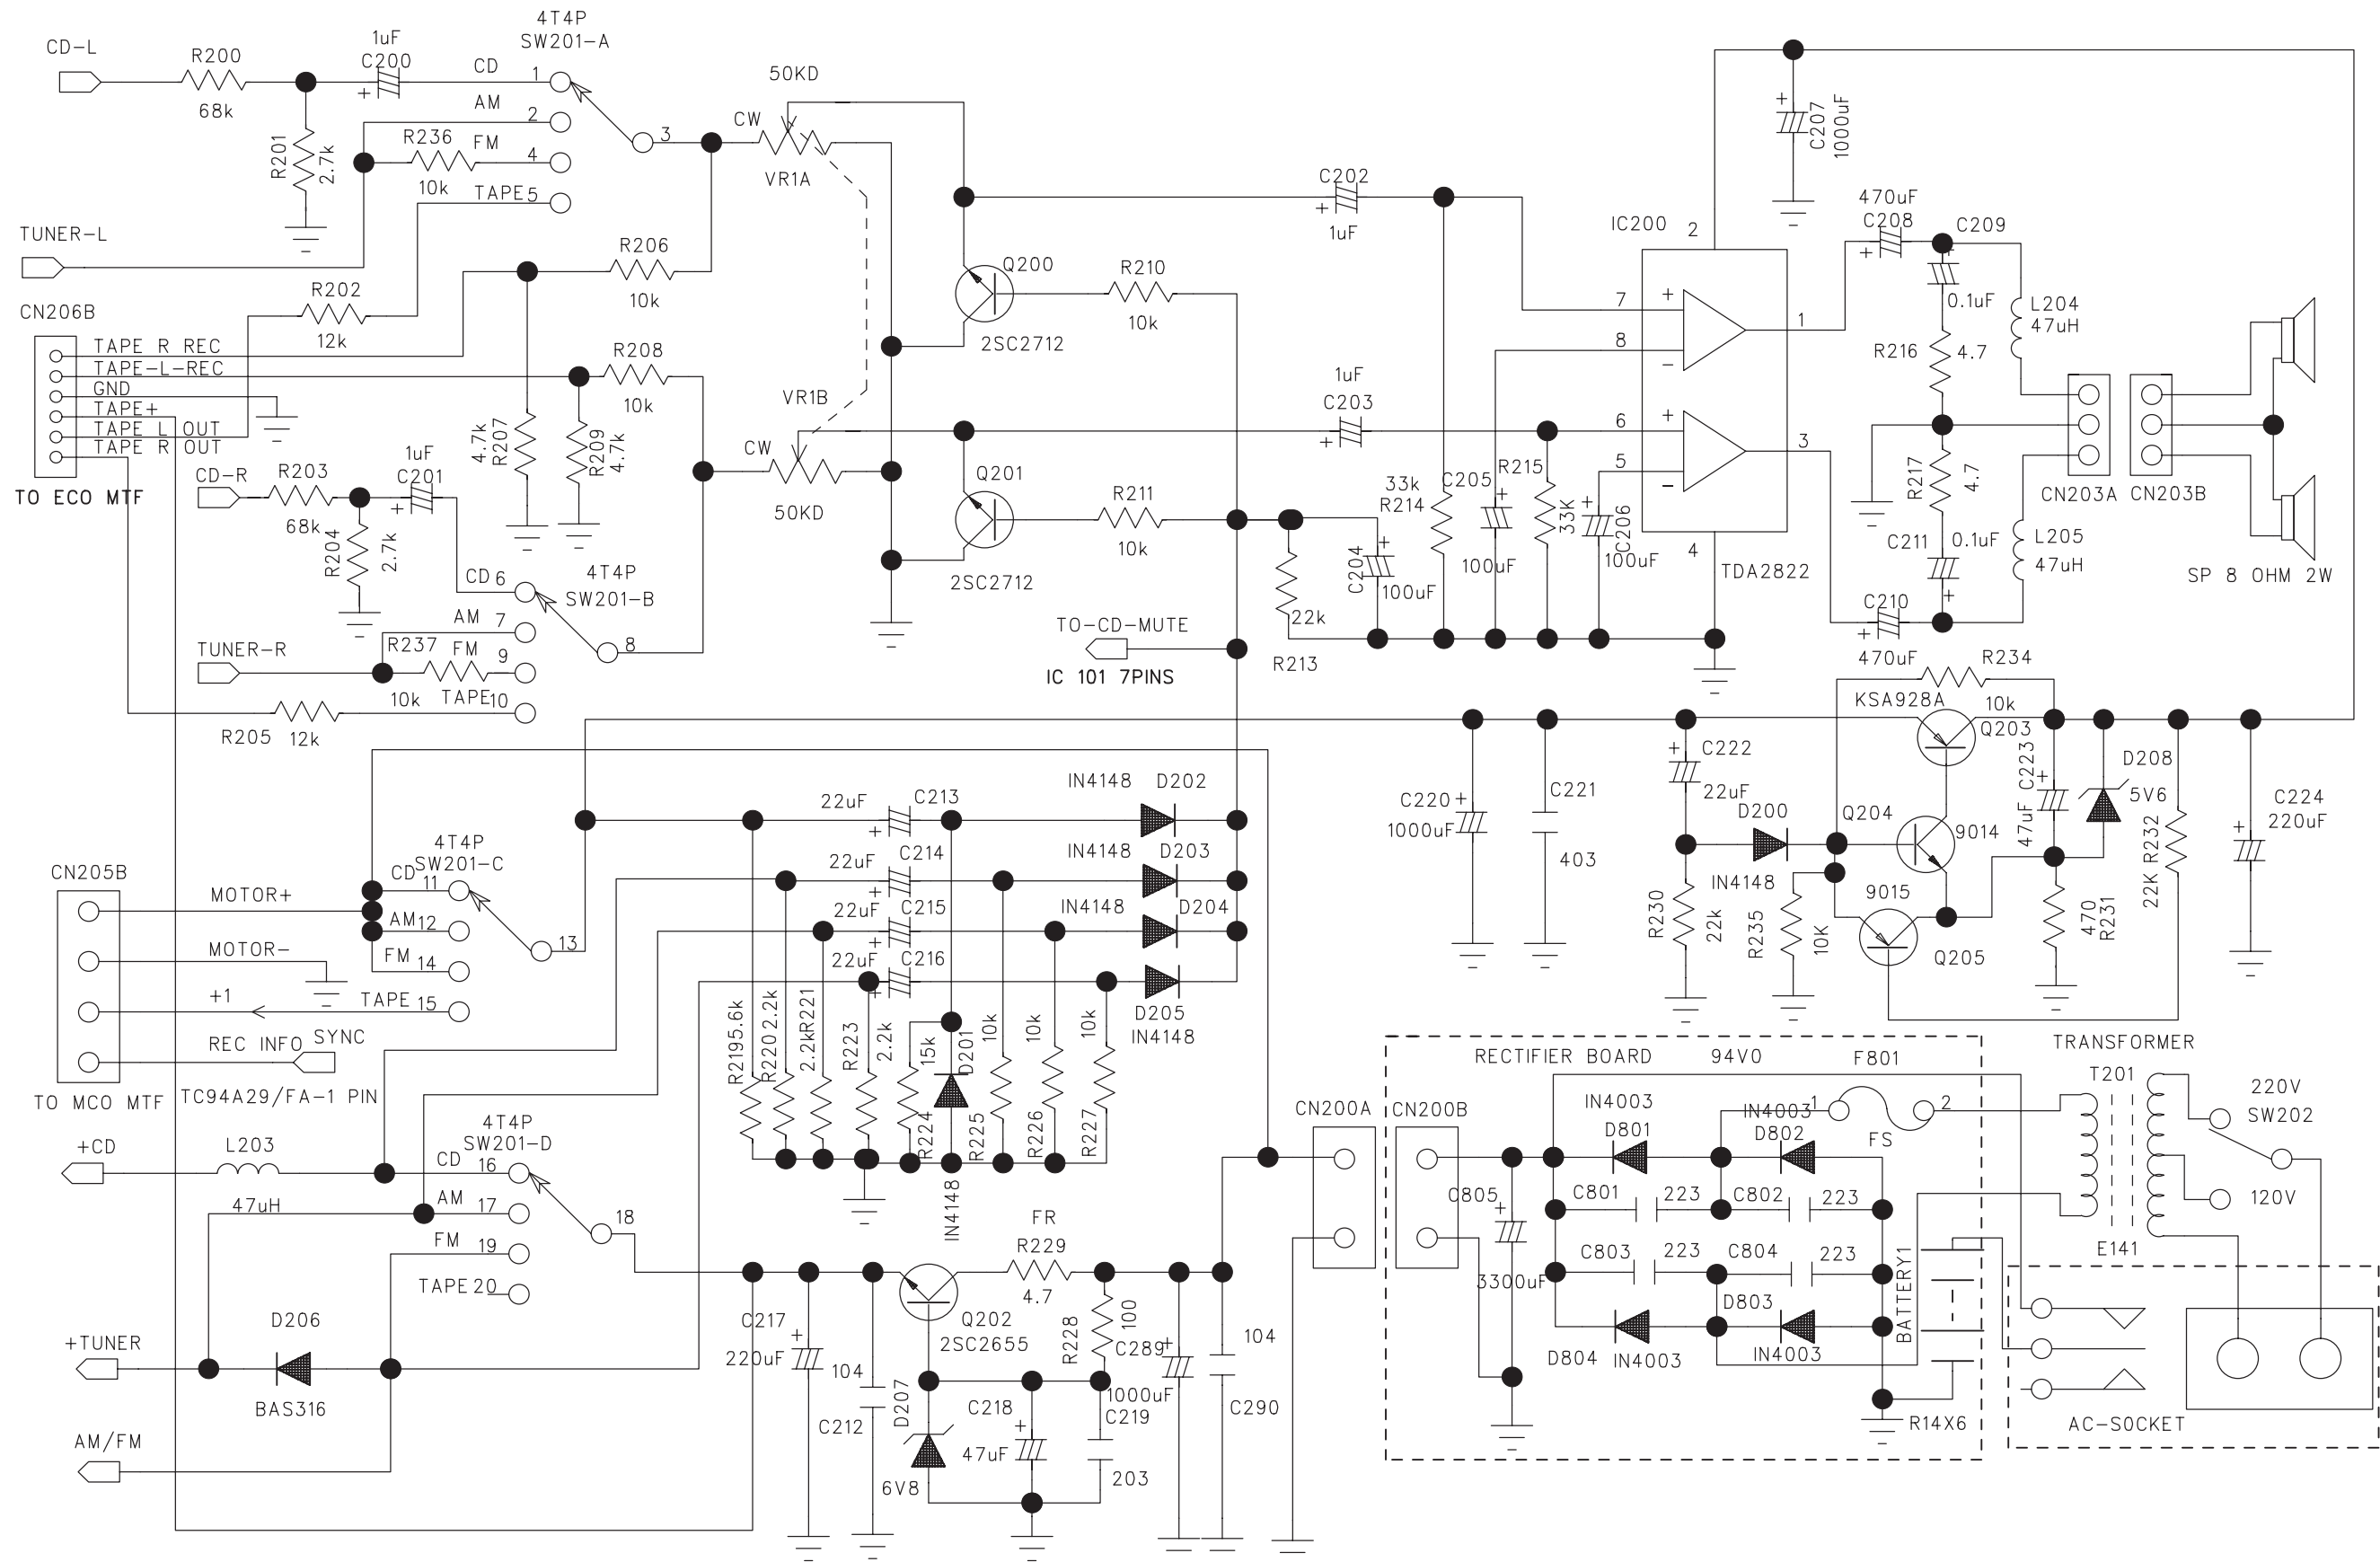 CD-L
R200
68k
R201
2.7k
1uF
C200
CD
AM
FM
TAPE
4T4P
SW201-A
1
2
4
5
3
R236
10k
TUNER-L
CN206B
TAPE R REC
TAPE-L-REC
GND
TAPE+
TAPE L OUT
TAPE R OUT
TO ECO MTF
R202
12k
R206
10k
R208
10k
4.7k
R207
R209
4.7k
50KD
CW
VR1A
VR1B
CW
50KD
CD-R
R203
68k
R204
2.7k
1uF
C201
CD 6
AM 7
FM 9
TAPE 10
4T4P
SW201-B
8
TUNER-R
R237
10k
R205
12k
Q200
2SC2712
R210
10k
Q201
2SC2712
R211
10k
C202
1uF
1uF
C203
TO-CD-MUTE
IC 101 7PINS
22k
R213
C204
100uF
33k
R214
C205
100uF
R215
33K
C206
100uF
IC200
2
7
8
6
5
4
1
3
TDA2822
C207
1000uF
470uF
C208
C209
0.1uF
L204
47uH
R216
4.7
R217
4.7
C211
0.1uF
L205
47uH
C210
470uF
CN203A
CN203B
SP 8 OHM 2W
R234
10k
KSA928A
Q203
C222
22uF
D200
IN4148
Q204
9014
9015
Q205
C223
47uF
D208
5V6
22K R232
C224
220uF
470
R231
R230
22k
R235
10K
C220
1000uF
C221
403
CN205B
MOTOR+
MOTOR-
+1
REC INFO
SYNC
TO MCO MTF
TC94A29/FA-1 PIN
4T4P
SW201-C
CD 11
AM 12
FM 14
TAPE 15
13
22uF
C213
IN4148
D202
22uF
C214
IN4148
D203
22uF
C215
IN4148
D204
22uF
C216
D205
IN4148
R219 5.6k
R220 2.2k
2.2k R221
R223
2.2k
15k
R224
D201
IN4148
10k
R225
10k
R226
10k
R227
+CD
L203
47uH
4T4P
SW201-D
CD 16
AM 17
FM 19
TAPE 20
18
+TUNER
D206
BAS316
AM/FM
C217
220uF
104
C212
Q202
2SC2655
D207
6V8
FR
R229
4.7
R228
100
C218
47uF
C219
203
C289
1000uF
104
C290
CN200A
CN200B
RECTIFIER BOARD
94V0
F801
1
2
FS
IN4003
D801
IN4003
D802
C805
3300uF
C801
223
C802
223
C803
223
C804
223
D803
IN4003
D804
IN4003
BATTERY1
R14X6
TRANSFORMER
T201
E141
220V
SW202
120V
AC-SOCKET